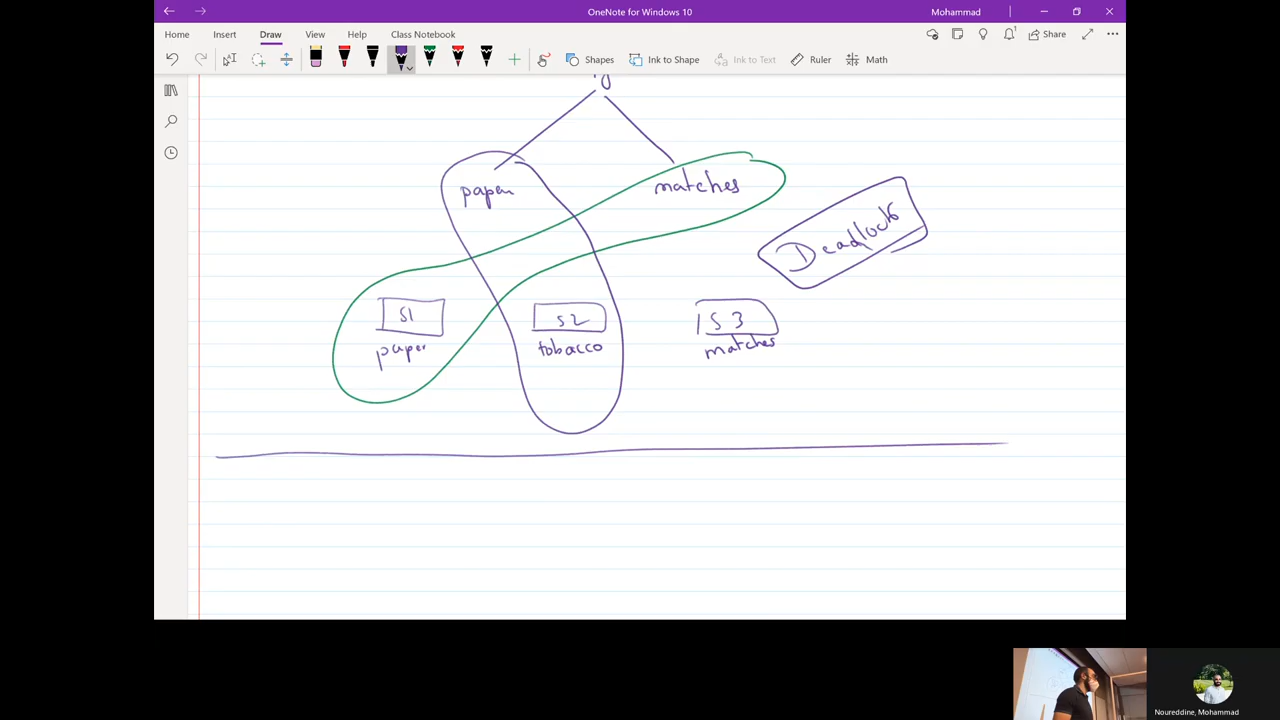 OneNote for Windows 10
Mohammad
Home
Insert
Draw
View
Help
Class Notebook
Share
Shapes
Ink to Shape
Ink to Text
Ruler
Math
paper
matches
Deadlock
S1
S2
S3
paper
tobacco
matches
Noureddine, Mohammad